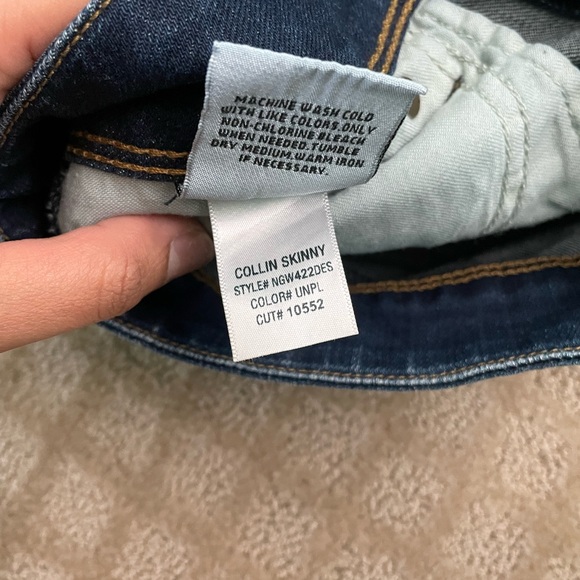 MACHINE WASH COLD
WITH LIKE COLORS.ONLY
NON-CHLORINE BLEACH
WHEN NEEDED.TUMBLE
DRY MEDIUM.WARM IRON
IF NECESSARY.
COLLIN SKINNY
STYLE# NGW422DES
COLOR# UNPL
CUT# 10552